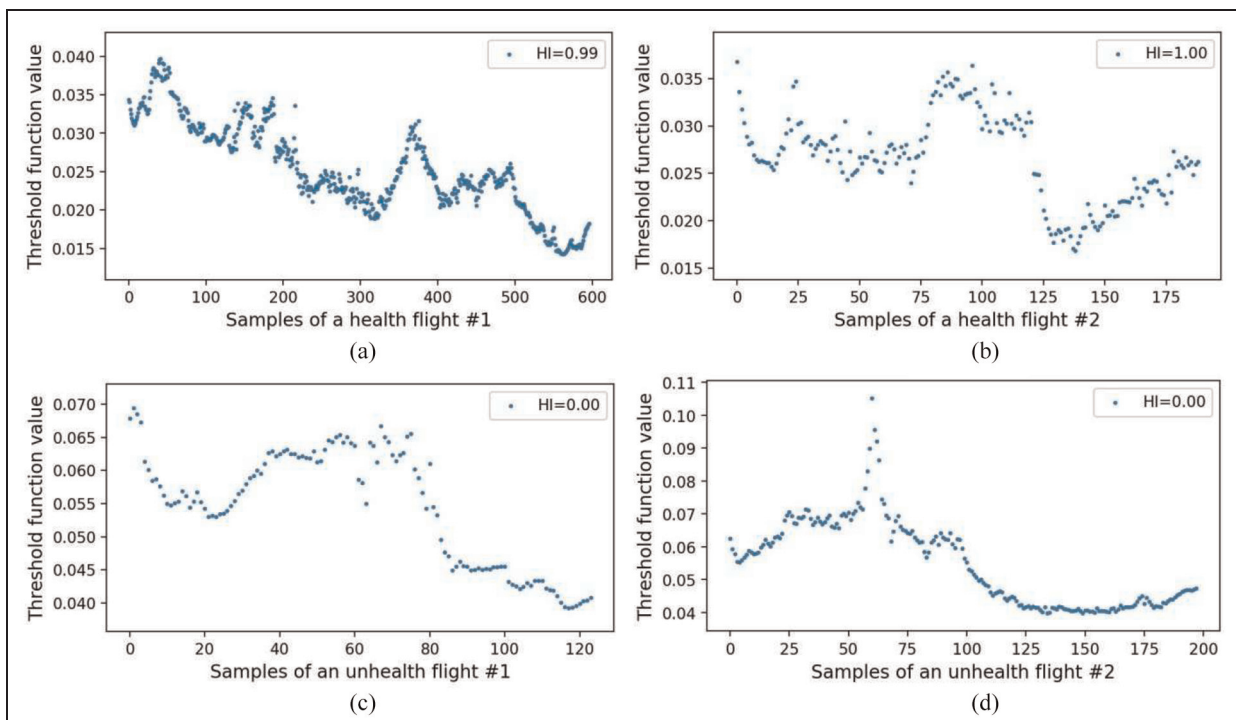 HI=0.99
Threshold function value
0.040
0.035
0.030
0.025
0.020
0.015
0 100 200 300 400 500 600
Samples of a health flight #1
(a)
HI=1.00
Threshold function value
0.035
0.030
0.025
0.020
0.015
0 25 50 75 100 125 150 175
Samples of a health flight #2
(b)
HI=0.00
Threshold function value
0.070
0.065
0.060
0.055
0.050
0.045
0.040
0 20 40 60 80 100 120
Samples of an unhealth flight #1
(c)
HI=0.00
Threshold function value
0.11
0.10
0.09
0.08
0.07
0.06
0.05
0.04
0 25 50 75 100 125 150 175 200
Samples of an unhealth flight #2
(d)